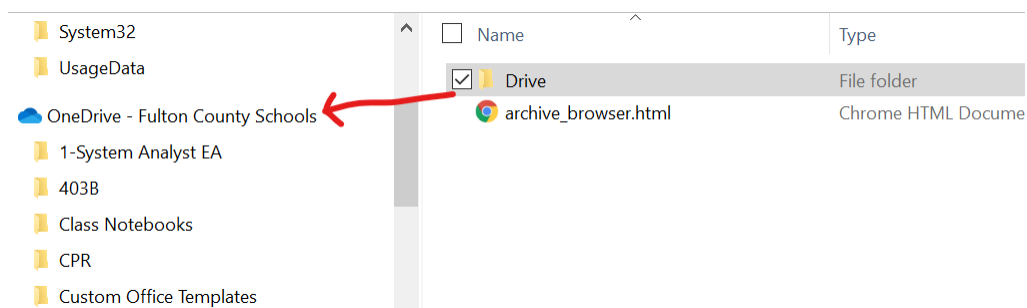 System32
UsageData
OneDrive - Fulton County Schools
1-System Analyst EA
403B
Class Notebooks
CPR
Custom Office Templates
Name Type
Drive File folder
archive_browser.html Chrome HTML Docume